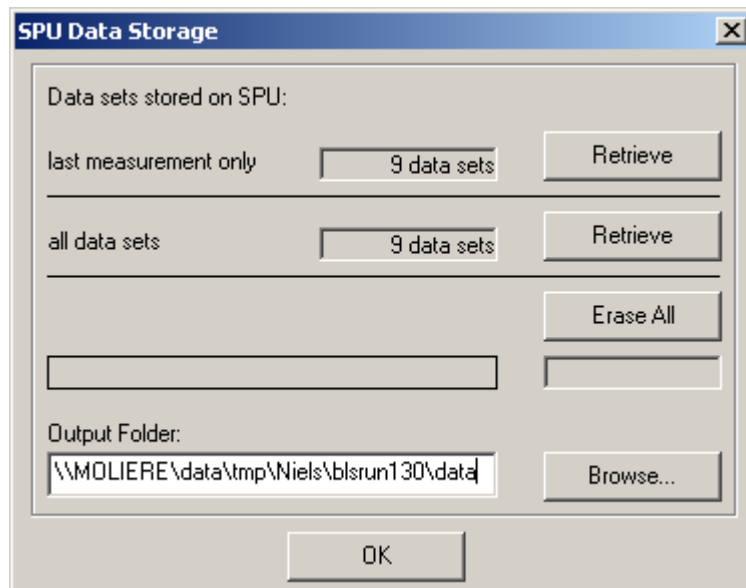 SPU Data Storage
Data sets stored on SPU:
last measurement only 9 data sets Retrieve
all data sets 9 data sets Retrieve
Erase All
Output Folder:
\\MOLIERE\data\tmp\Niels\blsrun130\data Browse...
OK